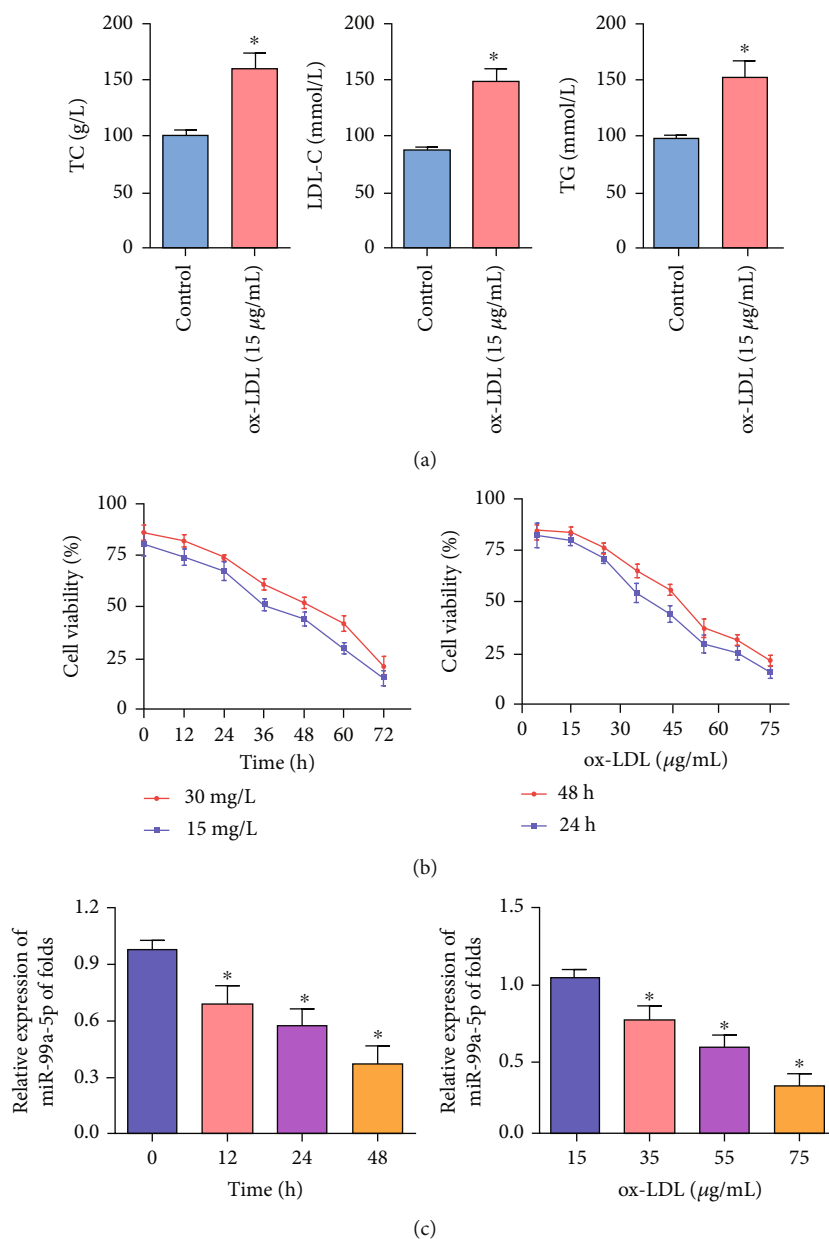 TC (g/L)
200
150
100
50
0
*
Control
ox-LDL (15 μg/mL)
LDL-C (mmol/L)
200
150
100
50
0
*
Control
ox-LDL (15 μg/mL)
TG (mmol/L)
200
150
100
50
0
*
Control
ox-LDL (15 μg/mL)
(a)
Cell viability (%)
100
75
50
25
0
0 12 24 36 48 60 72
Time (h)
30 mg/L
15 mg/L
Cell viability (%)
100
75
50
25
0
0 15 30 45 60 75
ox-LDL (μg/mL)
48 h
24 h
(b)
Relative expression of
miR-99a-5p of folds
1.2
0.9
0.6
0.3
0.0
* * *
0 12 24 48
Time (h)
Relative expression of
miR-99a-5p of folds
1.5
1.0
0.5
0.0
* * *
15 35 55 75
ox-LDL (μg/mL)
(c)